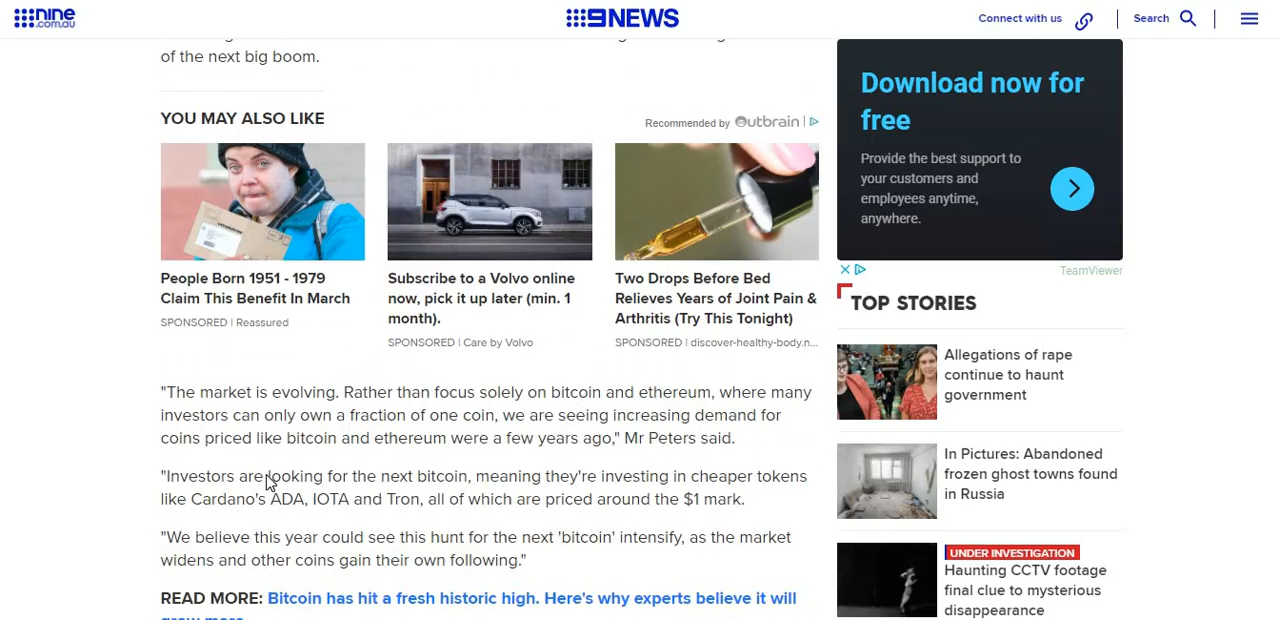 nine
.com.au
9NEWS
Connect with us
Search
of the next big boom.
YOU MAY ALSO LIKE
Recommended by Outbrain
People Born 1951 - 1979
Claim This Benefit In March
SPONSORED | Reassured
Subscribe to a Volvo online
now, pick it up later (min. 1
month).
SPONSORED | Care by Volvo
Two Drops Before Bed
Relieves Years of Joint Pain &
Arthritis (Try This Tonight)
SPONSORED | discover-healthy-body.n...
"The market is evolving. Rather than focus solely on bitcoin and ethereum, where many
investors can only own a fraction of one coin, we are seeing increasing demand for
coins priced like bitcoin and ethereum were a few years ago," Mr Peters said.
"Investors are looking for the next bitcoin, meaning they're investing in cheaper tokens
like Cardano's ADA, IOTA and Tron, all of which are priced around the $1 mark.
"We believe this year could see this hunt for the next 'bitcoin' intensify, as the market
widens and other coins gain their own following."
READ MORE: Bitcoin has hit a fresh historic high. Here's why experts believe it will
grow more
Download now for
free
Provide the best support to
your customers and
employees anytime,
anywhere.
TeamViewer
TOP STORIES
Allegations of rape
continue to haunt
government
In Pictures: Abandoned
frozen ghost towns found
in Russia
UNDER INVESTIGATION
Haunting CCTV footage
final clue to mysterious
disappearance